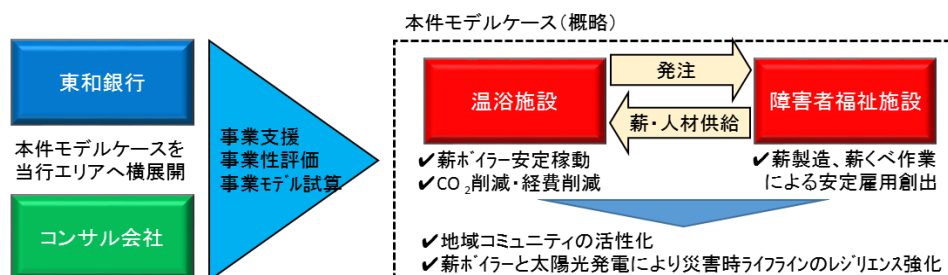 本件モデルケース(概略)
東和銀行
本件モデルケースを
当行エリアへ横展開
コンサル会社
事業支援
事業性評価
事業モデル試算
温浴施設
発注
薪・人材供給
障害者福祉施設
✔薪ボイラー安定稼動
✔CO₂削減・経費削減
✔薪製造、薪くべ作業
による安定雇用創出
✔地域コミュニティの活性化
✔薪ボイラーと太陽光発電により災害時ライフラインのレジリエンス強化